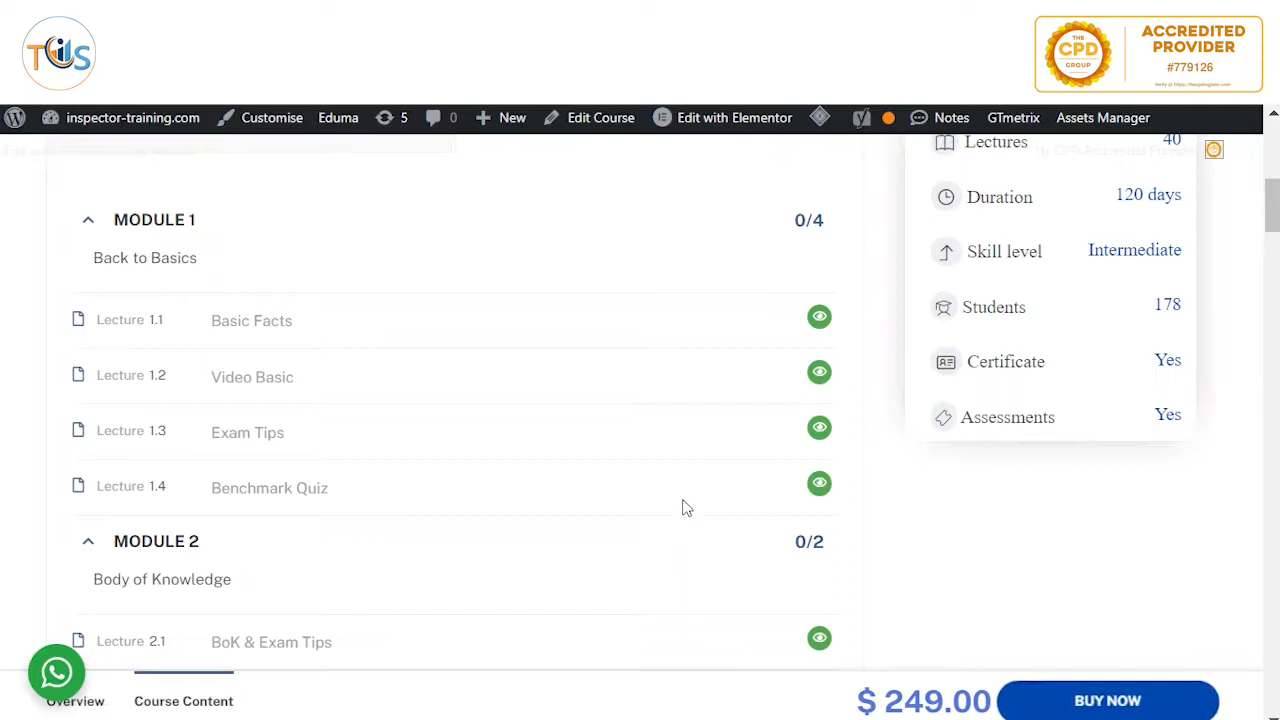 TCIS
THE
CPD
GROUP
ACCREDITED
PROVIDER
#779126
inspector-training.com Customise Eduma 5 0 New Edit Course Edit with Elementor Notes GTmetrix Assets Manager
Lectures 40
Duration 120 days
Skill level Intermediate
Students 178
Certificate Yes
Assessments Yes
MODULE 1 0/4
Back to Basics
Lecture 1.1 Basic Facts
Lecture 1.2 Video Basic
Lecture 1.3 Exam Tips
Lecture 1.4 Benchmark Quiz
MODULE 2 0/2
Body of Knowledge
Lecture 2.1 BoK & Exam Tips
Overview Course Content $ 249.00 BUY NOW